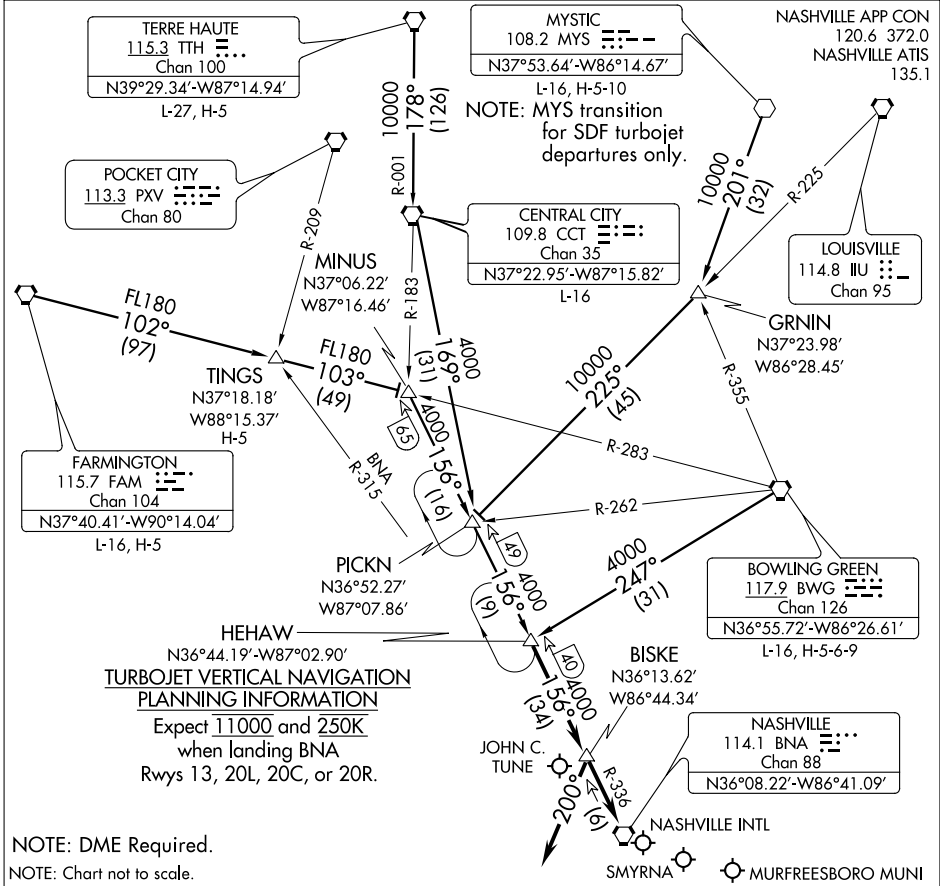 TERRE HAUTE
115.3 TTH
Chan 100
N39°29.34'-W87°14.94'
L-27, H-5
MYSTIC
108.2 MYS
N37°53.64'-W86°14.67'
L-16, H-5-10
NOTE: MYS transition
for SDF turbojet
departures only.
NASHVILLE APP CON
120.6 372.0
NASHVILLE ATIS
135.1
10000
178°
(126)
R-001
POCKET CITY
113.3 PXV
Chan 80
R-209
10000
201°
(32)
R-225
CENTRAL CITY
109.8 CCT
Chan 35
N37°22.95'-W87°15.82'
L-16
LOUISVILLE
114.8 IIU
Chan 95
MINUS
N37°06.22'
W87°16.46'
R-183
FL180
102°
(97)
TINGS
N37°18.18'
W88°15.37'
H-5
FL180
103°
(49)
4000
169°
(31)
10000
225°
(45)
GRNIN
N37°23.98'
W86°28.45'
R-355
FARMINGTON
115.7 FAM
Chan 104
N37°40.41'-W90°14.04'
L-16, H-5
BNA
R-315
65
4000
156°
(16)
R-283
R-262
PICKN
N36°52.27'
W87°07.86'
49
4000
156°
(9)
4000
247°
(31)
BOWLING GREEN
117.9 BWG
Chan 126
N36°55.72'-W86°26.61'
L-16, H-5-6-9
HEHAW
N36°44.19'-W87°02.90'
TURBOJET VERTICAL NAVIGATION
PLANNING INFORMATION
Expect 11000 and 250K
when landing BNA
Rwys 13, 20L, 20C, or 20R.
40
4000
156°
(34)
BISKE
N36°13.62'
W86°44.34'
NASHVILLE
114.1 BNA
Chan 88
N36°08.22'-W86°41.09'
JOHN C.
TUNE
200°
R-336
(6)
NASHVILLE INTL
SMYRNA
MURFREESBORO MUNI
NOTE: DME Required.
NOTE: Chart not to scale.